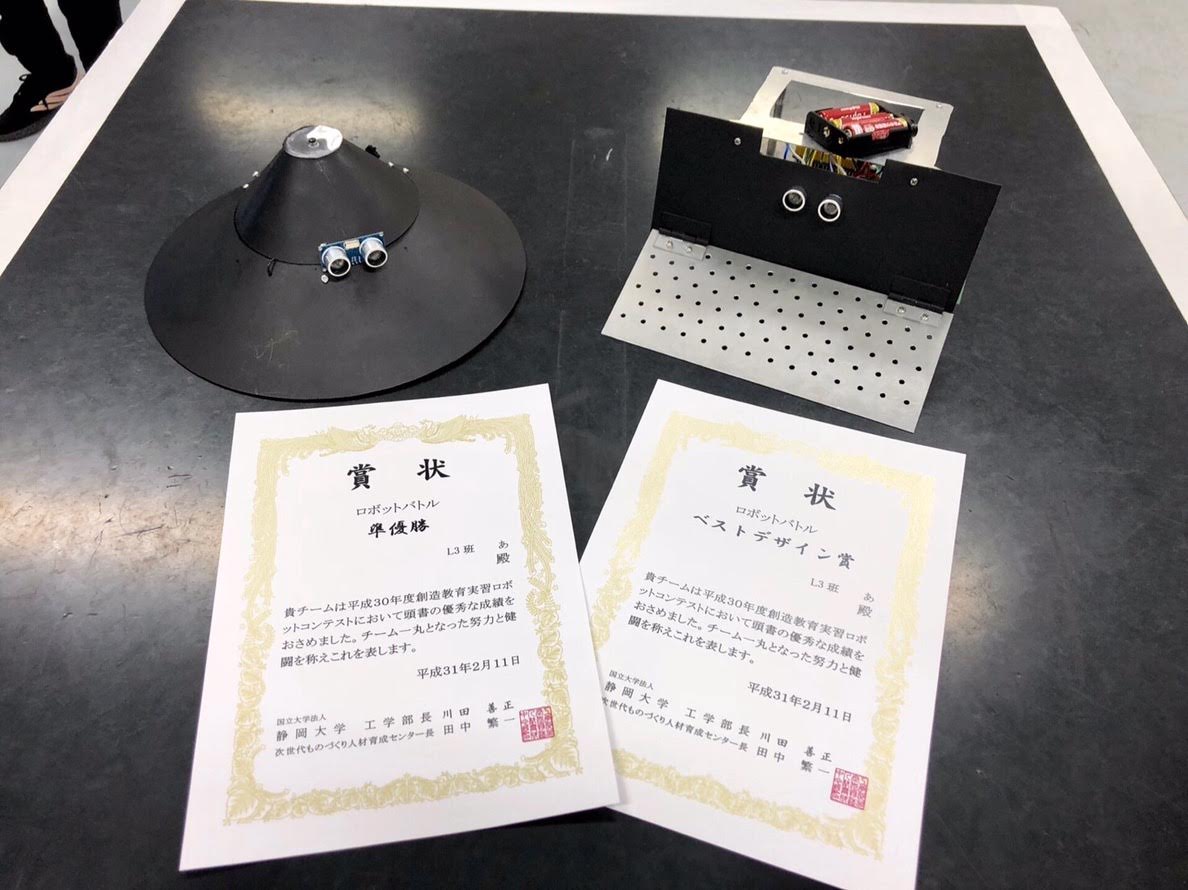 賞 状
ロボットバトル
準優勝
L3 班 あ
殿
貴チームは平成30年度創造教育実習ロボ
ットコンテストにおいて頭書の優秀な成績を
おさめました。チーム一丸となった努力と健
闘を称えこれを表します。
平成31年2月11日
国立大学法人
静岡大学 工学部長 川田 善正
次世代ものづくり人材育成センター長 田中 繁一
賞 状
ロボットバトル
ベストデザイン賞
L3 班 あ
殿
貴チームは平成30年度創造教育実習ロボ
ットコンテストにおいて頭書の優秀な成績を
おさめました。チーム一丸となった努力と健
闘を称えこれを表します。
平成31年2月11日
国立大学法人
静岡大学 工学部長 川田 善正
次世代ものづくり人材育成センター長 田中 繁一